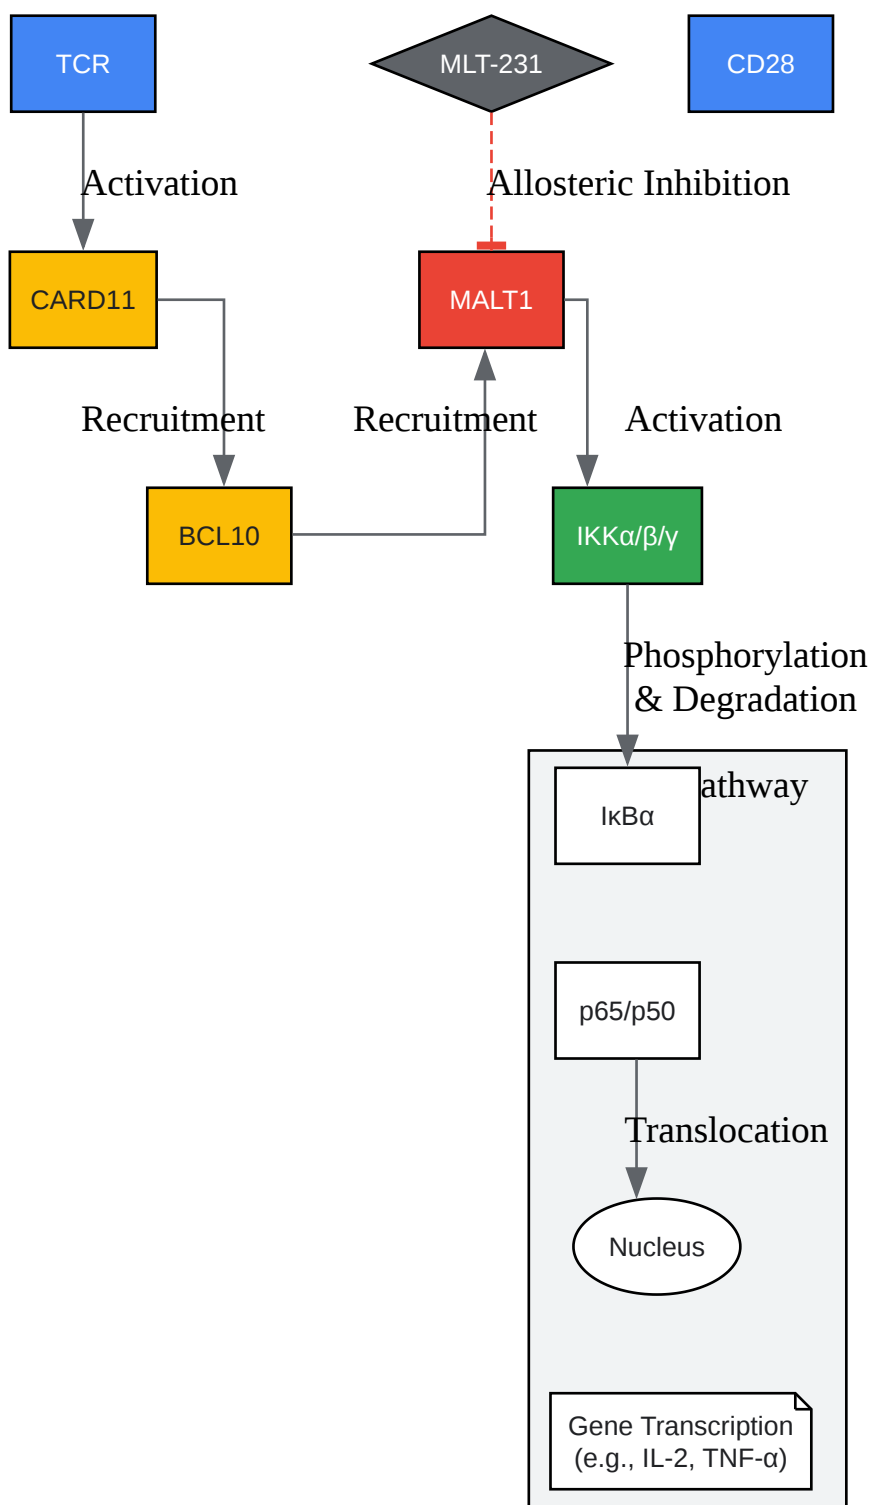 TCR
MLT-231
CD28
Activation
Allosteric Inhibition
CARD11
MALT1
Recruitment
Recruitment
Activation
BCL10
IKKα/β/γ
Phosphorylation
& Degradation
athway
IκBα
p65/p50
Translocation
Nucleus
Gene Transcription
(e.g., IL-2, TNF-α)